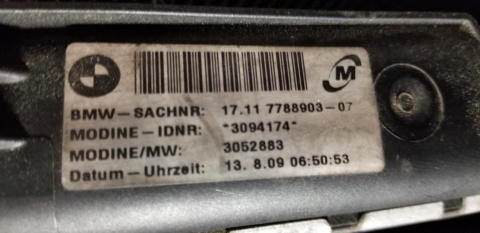 BMW-SACHNR: 17.11 7788903-07
MODINE-IDNR: *3094174*
MODINE/MW: 3052883
Datum-Uhrzeit: 13. 8.09 06:50:53